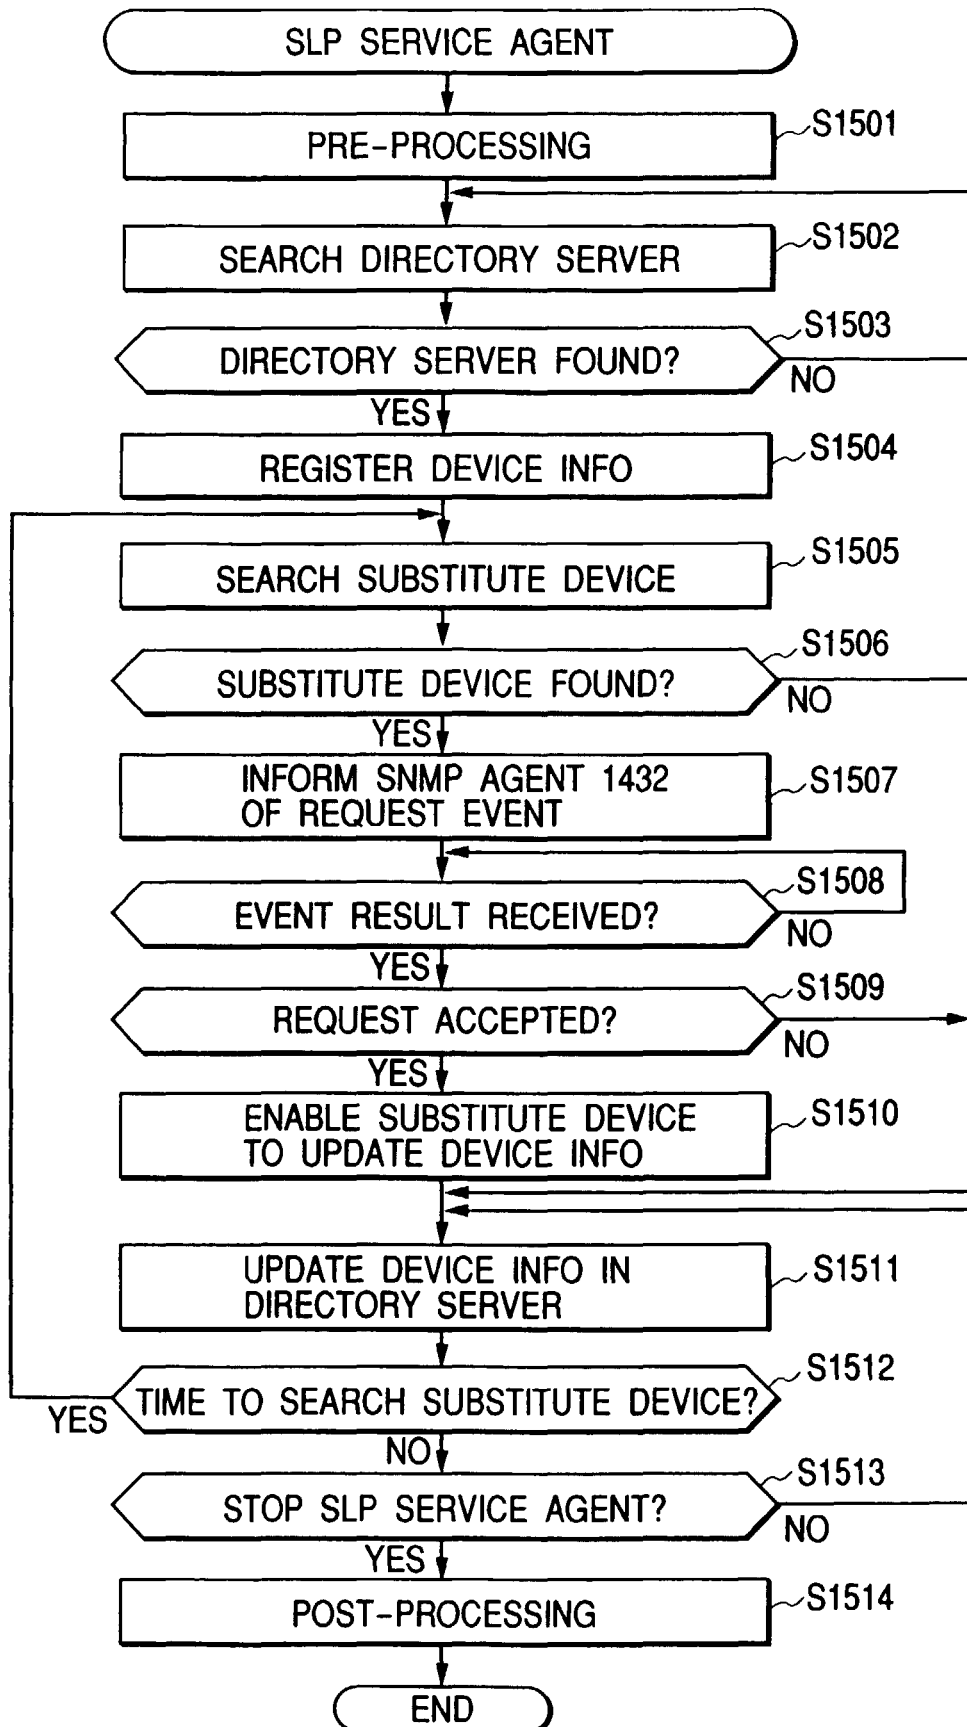 SLP SERVICE AGENT
PRE-PROCESSING
S1501
SEARCH DIRECTORY SERVER
S1502
DIRECTORY SERVER FOUND?
S1503
NO
YES
REGISTER DEVICE INFO
S1504
SEARCH SUBSTITUTE DEVICE
S1505
SUBSTITUTE DEVICE FOUND?
S1506
NO
YES
INFORM SNMP AGENT 1432
OF REQUEST EVENT
S1507
EVENT RESULT RECEIVED?
S1508
NO
YES
REQUEST ACCEPTED?
S1509
NO
YES
ENABLE SUBSTITUTE DEVICE
TO UPDATE DEVICE INFO
S1510
UPDATE DEVICE INFO IN
DIRECTORY SERVER
S1511
TIME TO SEARCH SUBSTITUTE DEVICE?
S1512
YES
NO
STOP SLP SERVICE AGENT?
S1513
NO
YES
POST-PROCESSING
S1514
END